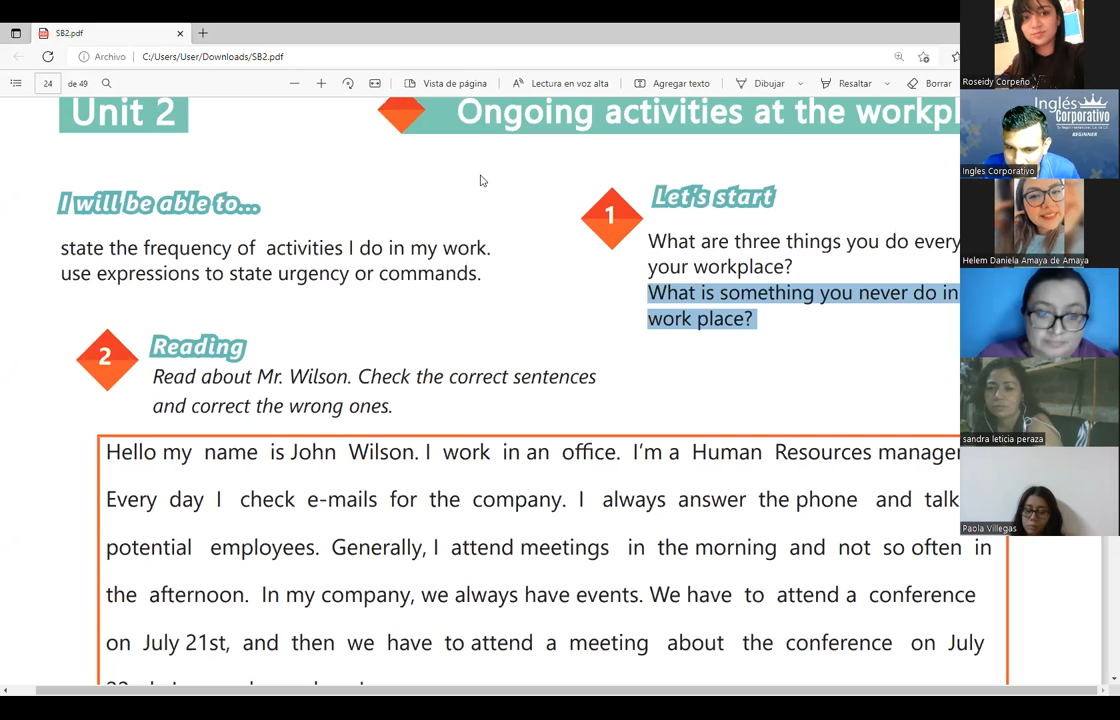 SB2.pdf
Archivo C:/Users/User/Downloads/SB2.pdf
24 de 49 Vista de página Lectura en voz alta Agregar texto Dibujar Resaltar Borrar
Unit 2
Ongoing activities at the workpl
I will be able to...
state the frequency of activities I do in my work.
use expressions to state urgency or commands.
1
Let's start
What are three things you do every
your workplace?
What is something you never do in
work place?
2
Reading
Read about Mr. Wilson. Check the correct sentences
and correct the wrong ones.
Hello my name is John Wilson. I work in an office. I'm a Human Resources manager
Every day I check e-mails for the company. I always answer the phone and talk
potential employees. Generally, I attend meetings in the morning and not so often in
the afternoon. In my company, we always have events. We have to attend a conference
on July 21st, and then we have to attend a meeting about the conference on July
Roseidy Corpeño
Inglés
Corporativo
BEGINNER
Ingles Corporativo
Helem Daniela Amaya de Amaya
sandra leticia peraza
Paola Villegas